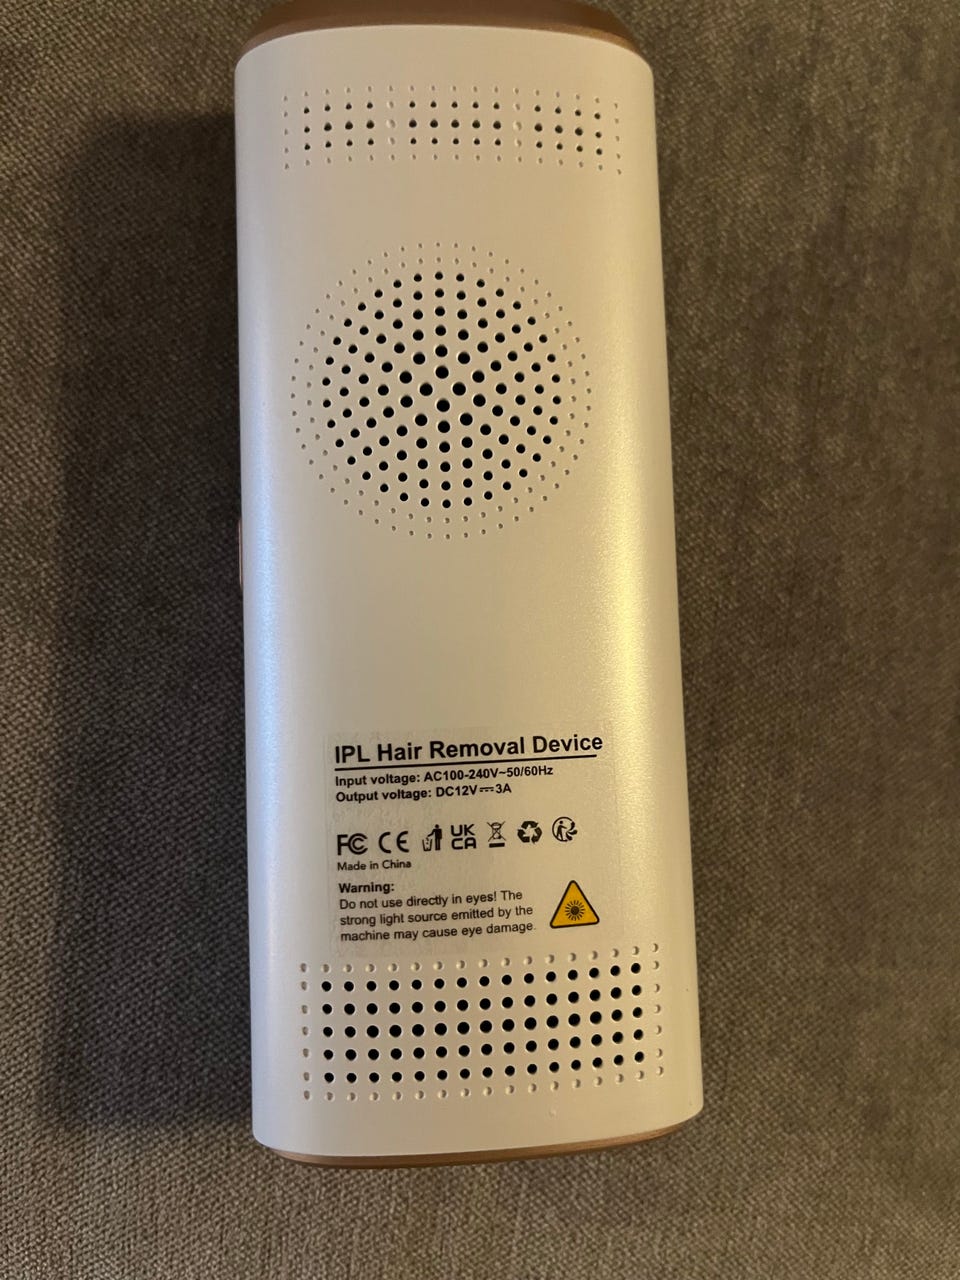 IPL Hair Removal Device
Input voltage: AC100-240V~50/60Hz
Output voltage: DC12V⎓3A
FC CE UK
CA
Made in China
Warning:
Do not use directly in eyes! The
strong light source emitted by the
machine may cause eye damage.